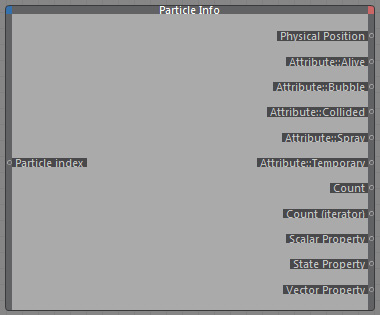 Particle Info
Physical Position
Attribute::Alive
Attribute::Bubble
Attribute::Collided
Attribute::Spray
Particle index
Attribute::Temporary
Count
Count (iterator)
Scalar Property
State Property
Vector Property